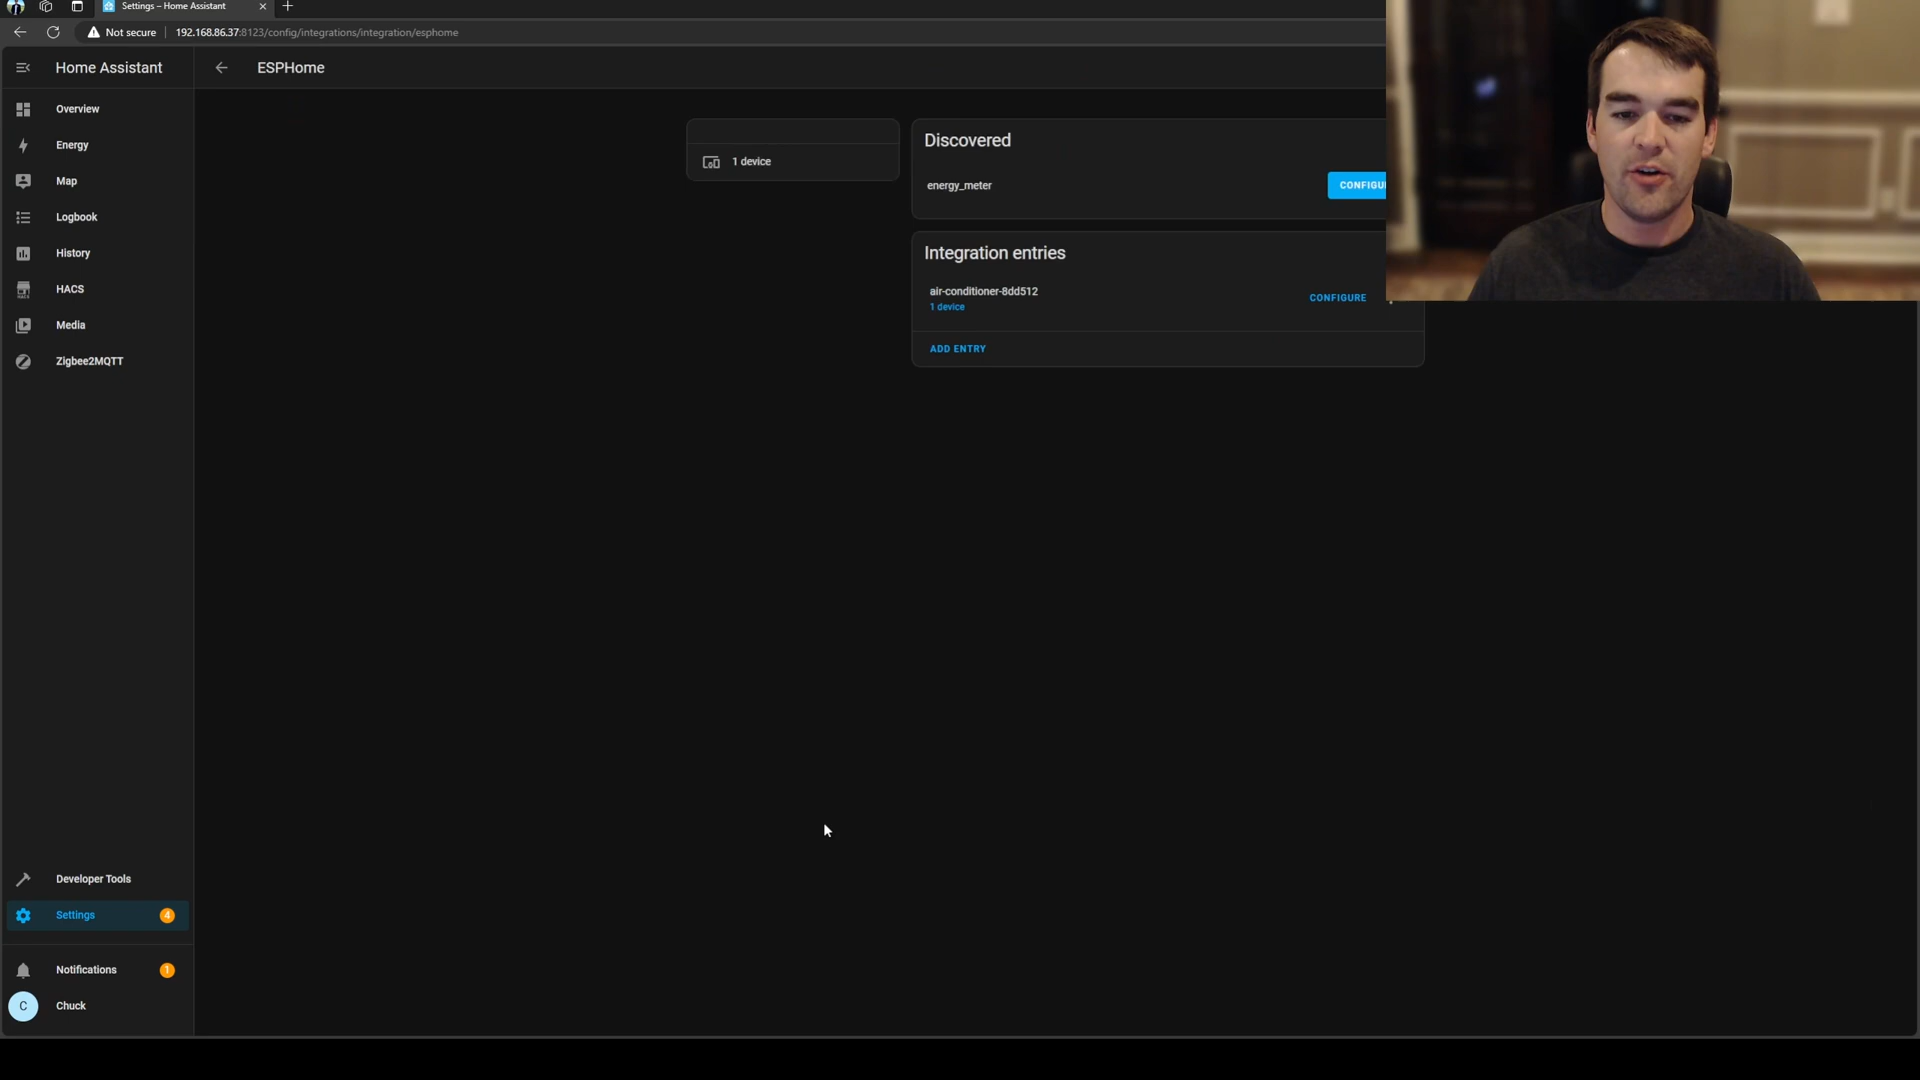 Settings – Home Assistant
Not secure
192.168.86.37:8123/config/integrations/integration/esphome
Home Assistant
ESPHome
Overview
Energy
Map
Logbook
History
HACS
Media
Zigbee2MQTT
1 device
Discovered
energy_meter
CONFIGU
Integration entries
air-conditioner-8dd512
1 device
CONFIGURE
ADD ENTRY
Developer Tools
Settings
4
Notifications
1
C
Chuck